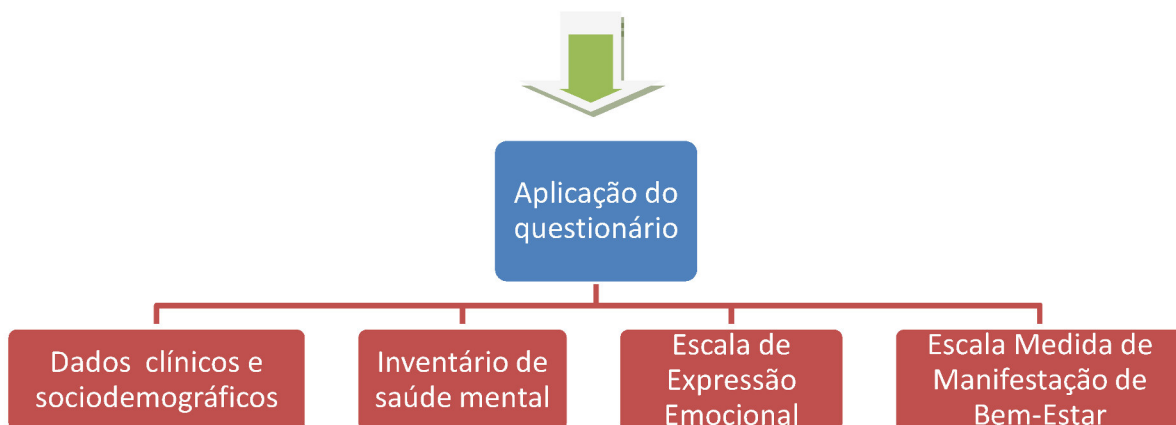 Aplicação do
questionário
Dados clínicos e
sociodemográficos
Inventário de
saúde mental
Escala de
Expressão
Emocional
Escala Medida de
Manifestação de
Bem-Estar